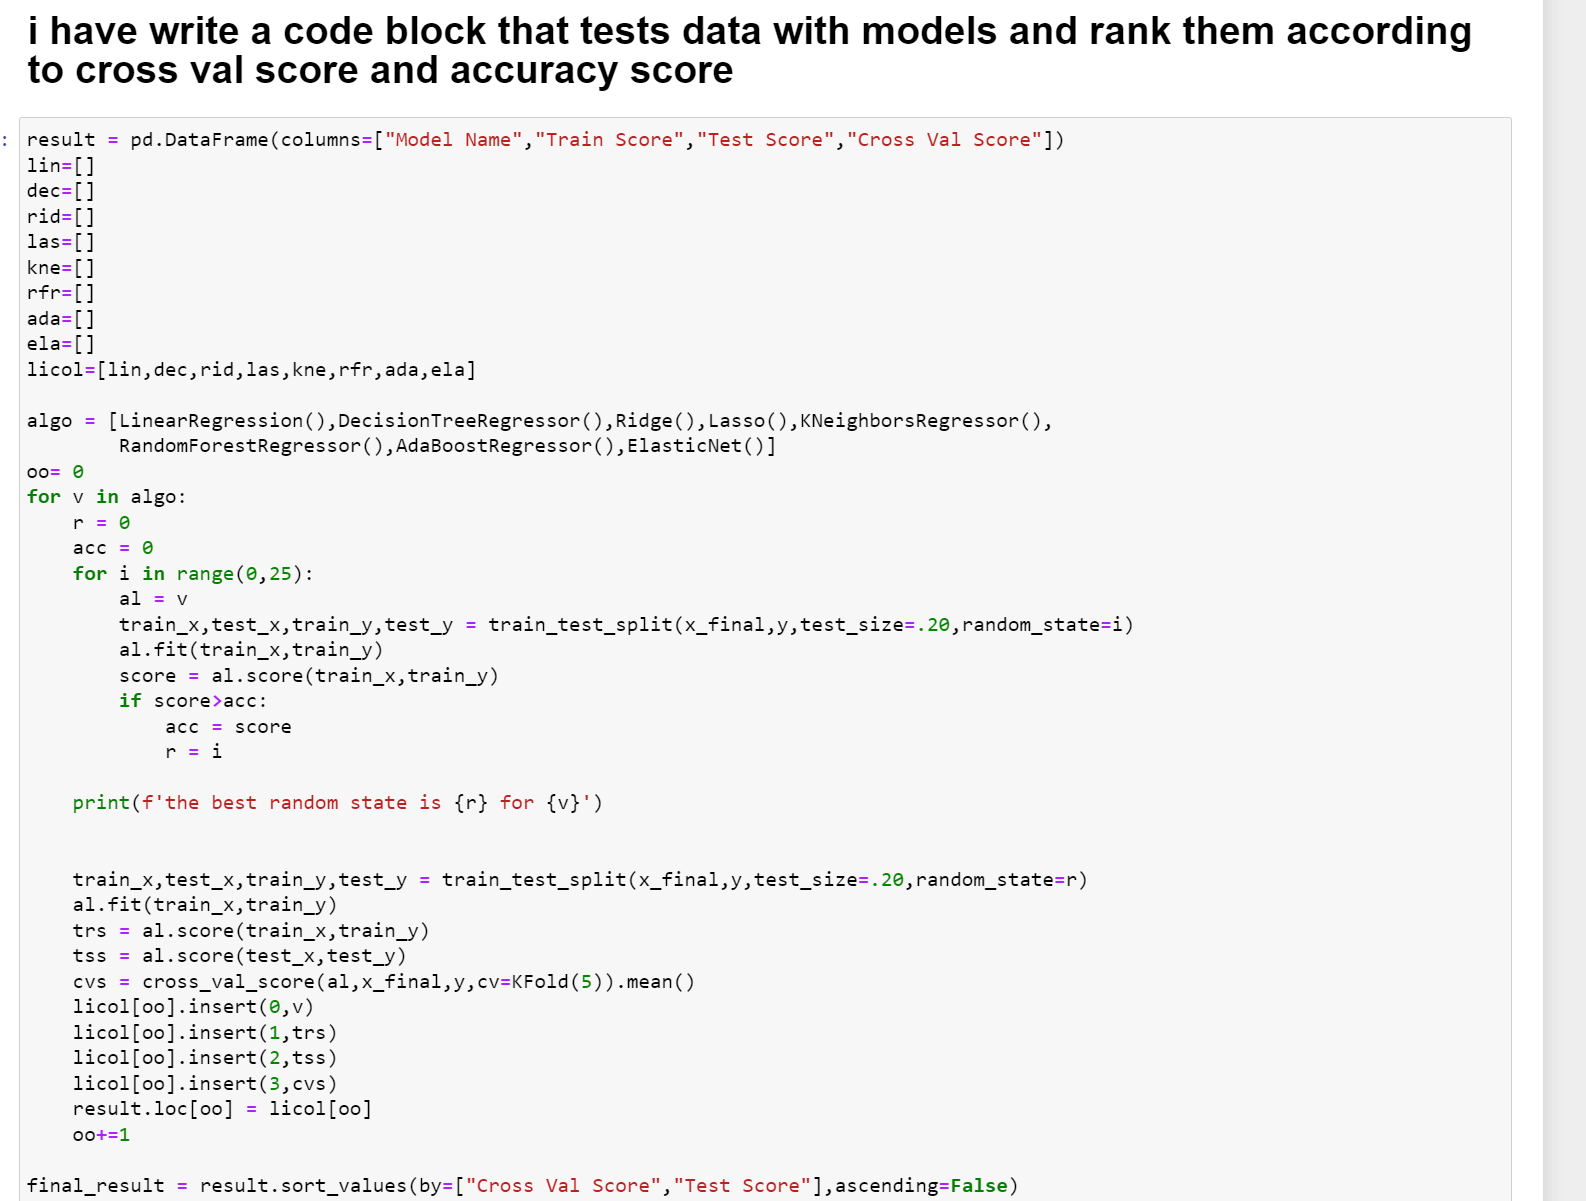 i have write a code block that tests data with models and rank them according
to cross val score and accuracy score
:
result = pd.DataFrame(columns=["Model Name","Train Score","Test Score","Cross Val Score"])
lin=[]
dec=[]
rid=[]
las=[]
kne=[]
rfr=[]
ada=[]
ela=[]
licol=[lin,dec,rid,las,kne,rfr,ada,ela]

algo = [LinearRegression(),DecisionTreeRegressor(),Ridge(),Lasso(),KNeighborsRegressor(),
        RandomForestRegressor(),AdaBoostRegressor(),ElasticNet()]
oo= 0
for v in algo:
    r = 0
    acc = 0
    for i in range(0,25):
        al = v
        train_x,test_x,train_y,test_y = train_test_split(x_final,y,test_size=.20,random_state=i)
        al.fit(train_x,train_y)
        score = al.score(train_x,train_y)
        if score>acc:
            acc = score
            r = i

    print(f'the best random state is {r} for {v}')


    train_x,test_x,train_y,test_y = train_test_split(x_final,y,test_size=.20,random_state=r)
    al.fit(train_x,train_y)
    trs = al.score(train_x,train_y)
    tss = al.score(test_x,test_y)
    cvs = cross_val_score(al,x_final,y,cv=KFold(5)).mean()
    licol[oo].insert(0,v)
    licol[oo].insert(1,trs)
    licol[oo].insert(2,tss)
    licol[oo].insert(3,cvs)
    result.loc[oo] = licol[oo]
    oo+=1

final_result = result.sort_values(by=["Cross Val Score","Test Score"],ascending=False)